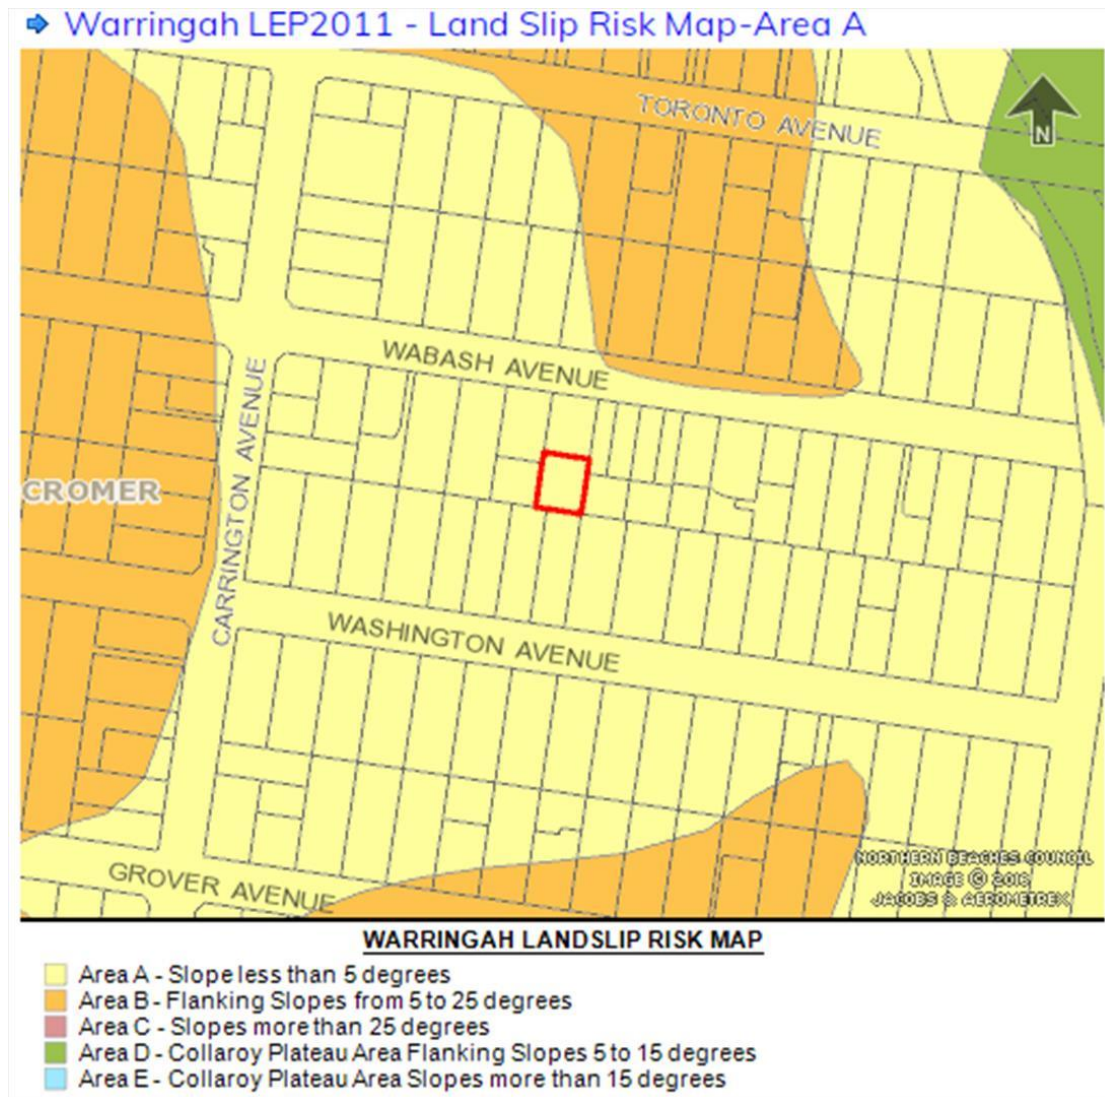 Warringah LEP2011 - Land Slip Risk Map-Area A
TORONTO AVENUE
N
WABASH AVENUE
CARRINGTON AVENUE
CROMER
WASHINGTON AVENUE
GROVER AVENUE
NORTHERN BEACHES COUNCIL
IMAGE © 2018
JACOBS & AEROMETREX
WARRINGAH LANDSLIP RISK MAP
Area A - Slope less than 5 degrees
Area B - Flanking Slopes from 5 to 25 degrees
Area C - Slopes more than 25 degrees
Area D - Collaroy Plateau Area Flanking Slopes 5 to 15 degrees
Area E - Collaroy Plateau Area Slopes more than 15 degrees